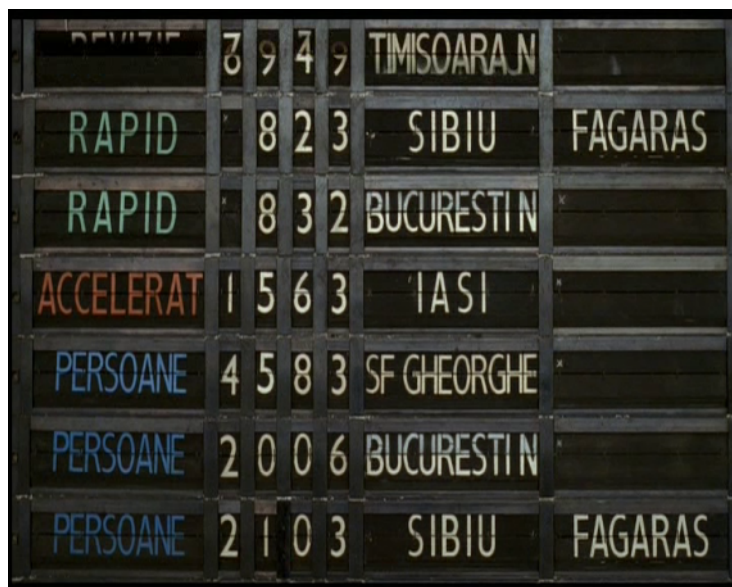 TIMISOARA N
RAPID 823 SIBIU FAGARAS
RAPID 832 BUCURESTI N
ACCELERAT 1563 IASI
PERSOANE 4583 SF GHEORGHE
PERSOANE 2006 BUCURESTI N
PERSOANE 2103 SIBIU FAGARAS